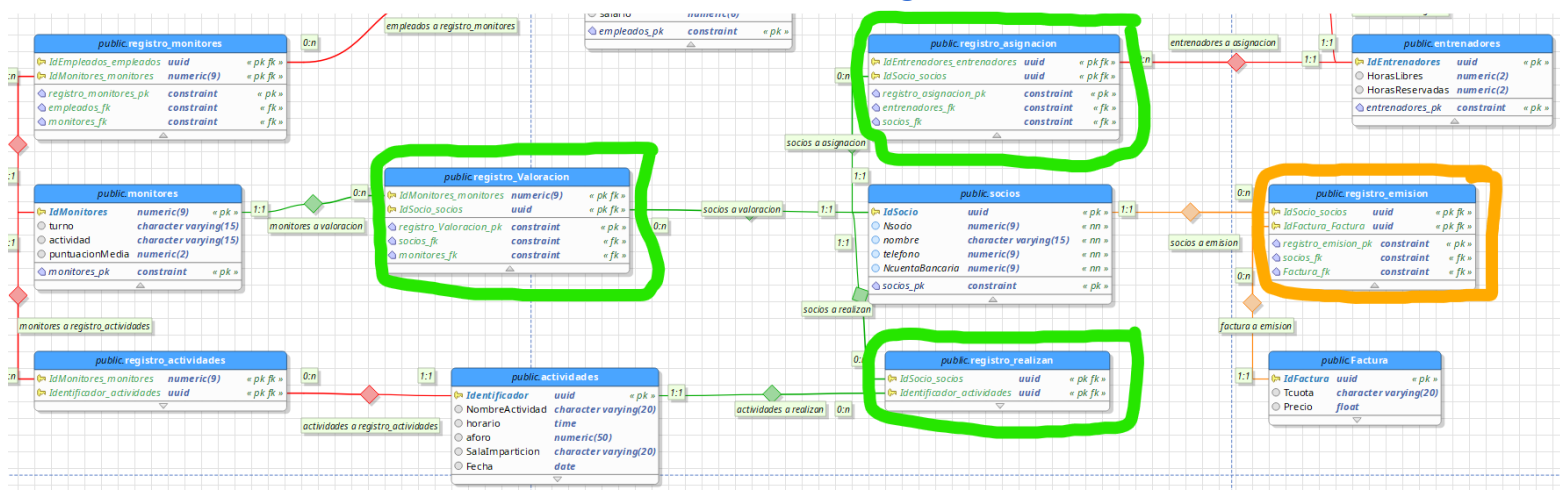 empleados a registro_monitores
salario numeric(6)
empleados_pk constraint « pk »
public.registro_monitores
0:n
IdEmpleados_empleados uuid « pk fk »
IdMonitores_monitores numeric(9) « pk fk »
registro_monitores_pk constraint « pk »
empleados_fk constraint « fk »
monitores_fk constraint « fk »
public.registro_asignacion
IdEntrenadores_entrenadores uuid « pk fk »
IdSocio_socios uuid « pk fk »
registro_asignacion_pk constraint « pk »
entrenadores_fk constraint « fk »
socios_fk constraint « fk »
0:n
0:n
entrenadores a asignacion
1:1
1:1
public.entrenadores
IdEntrenadores uuid « pk »
HorasLibres numeric(2)
HorasReservadas numeric(2)
entrenadores_pk constraint « pk »
socios a asignacion
1:1
public.registro_Valoracion
IdMonitores_monitores numeric(9) « pk fk »
IdSocio_socios uuid « pk fk »
registro_Valoracion_pk constraint « pk »
socios_fk constraint « fk »
monitores_fk constraint « fk »
public.monitores
IdMonitores numeric(9) « pk »
turno character varying(15)
actividad character varying(15)
puntuacionMedia numeric(2)
monitores_pk constraint « pk »
1:1
0:n
monitores a valoracion
0:n
socios a valoracion
1:1
1:1
public.socios
IdSocio uuid « pk »
Nsocio numeric(9) « nn »
nombre character varying(15) « nn »
telefono numeric(9) « nn »
NcuentaBancaria numeric(9) « nn »
socios_pk constraint « pk »
1:1
socios a emision
0:n
public.registro_emision
IdSocio_socios uuid « pk fk »
IdFactura_Factura uuid « pk fk »
registro_emision_pk constraint « pk »
socios_fk constraint « fk »
Factura_fk constraint « fk »
0:n
socios a realizan
factura a emision
monitores a registro_actividades
public.registro_actividades
IdMonitores_monitores numeric(9) « pk fk »
Identificador_actividades uuid « pk fk »
0:n
1:1
actividades a registro_actividades
public.actividades
Identificador uuid « pk »
NombreActividad character varying(20)
horario time
aforo numeric(50)
SalaImparticion character varying(20)
Fecha date
1:1
actividades a realizan
0:n
public.registro_realizan
IdSocio_socios uuid « pk fk »
Identificador_actividades uuid « pk fk »
1:1
public.Factura
IdFactura uuid « pk »
Tcuota character varying(20)
Precio float